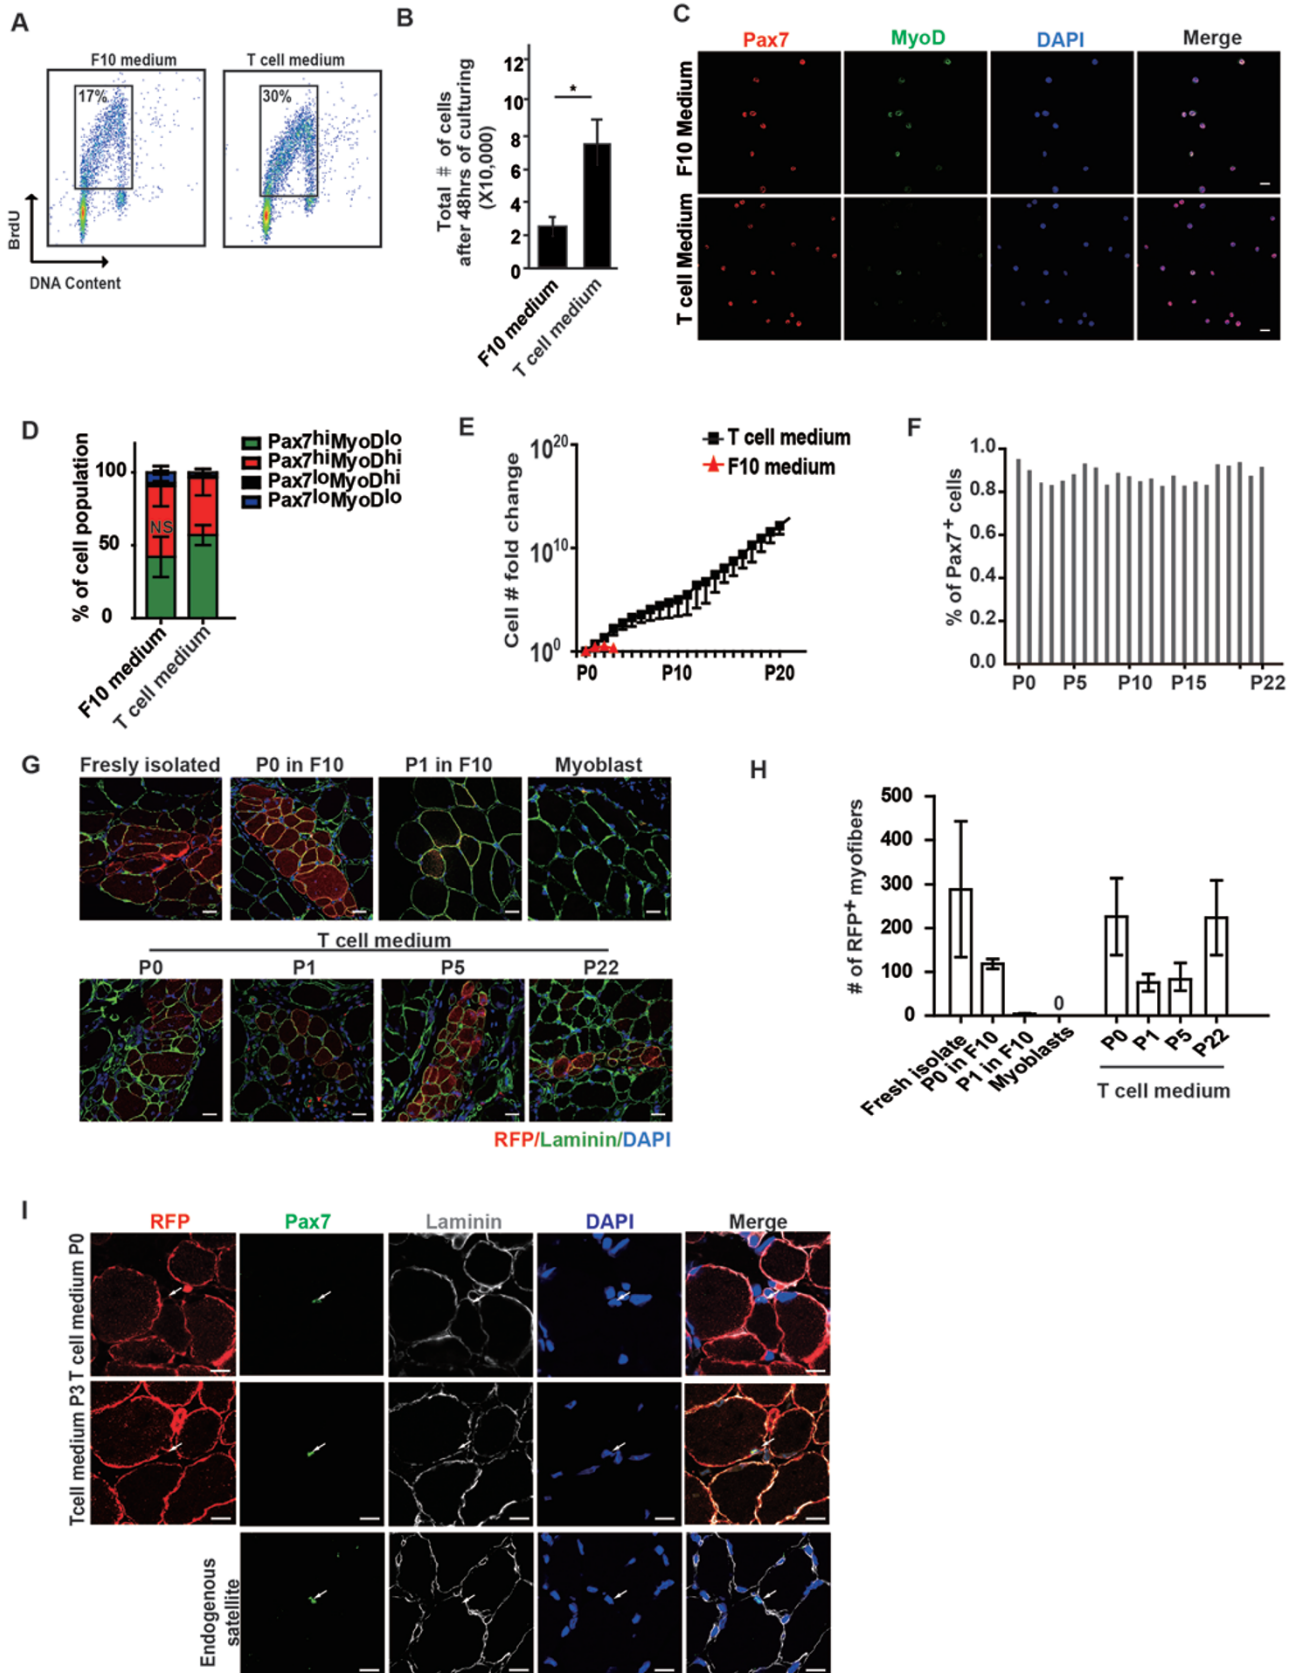 A
F10 medium
T cell medium
17%
30%
BrdU
DNA Content
B
Total # of cells
after 48hrs of culturing
(X10,000)
12
10
8
6
4
2
0
*
F10 medium
T cell medium
C
Pax7
MyoD
DAPI
Merge
F10 Medium
T cell Medium
D
% of cell population
100
50
0
NS
F10 medium
T cell medium
Pax7hiMyoDlo
Pax7hiMyoDhi
Pax7loMyoDhi
Pax7loMyoDlo
E
Cell # fold change
10^20
10^10
10^0
P0
P10
P20
T cell medium
F10 medium
F
% of Pax7+ cells
1.0
0.8
0.6
0.4
0.2
0.0
P0
P5
P10
P15
P22
G
Fresly isolated
P0 in F10
P1 in F10
Myoblast
T cell medium
P0
P1
P5
P22
RFP/Laminin/DAPI
H
# of RFP+ myofibers
500
400
300
200
100
0
0
Fresh isolate
P0 in F10
P1 in F10
Myoblasts
P0
P1
P5
P22
T cell medium
I
RFP
Pax7
Laminin
DAPI
Merge
T cell medium P0
Tcell medium P3
Endogenous
satellite